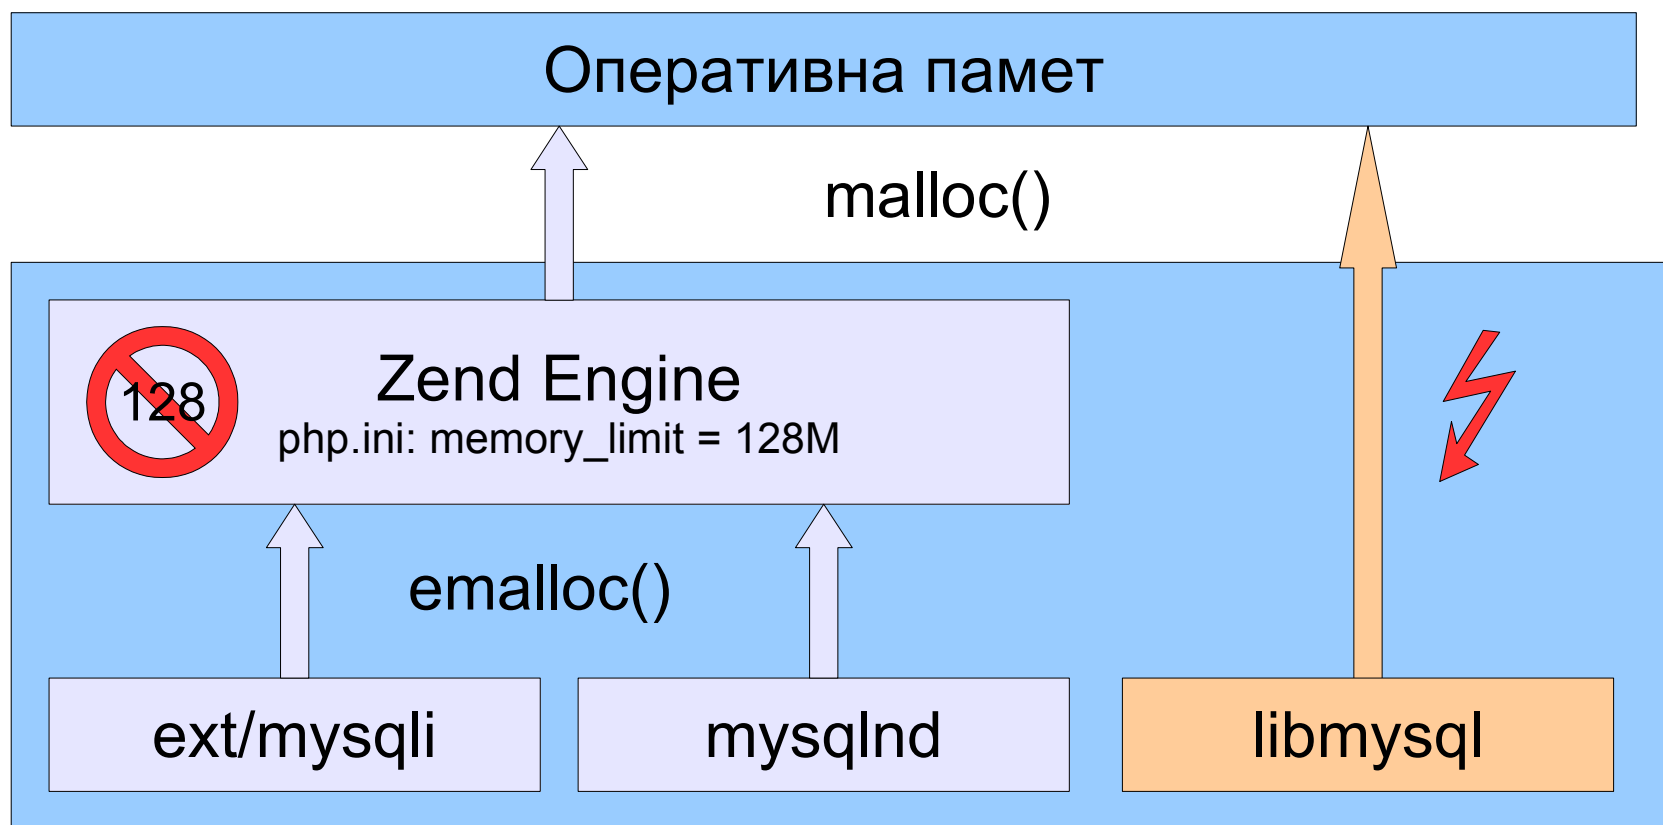 Оперативна памет
malloc()
Zend Engine
128
php.ini: memory_limit = 128M
emalloc()
ext/mysqli
mysqlnd
libmysql